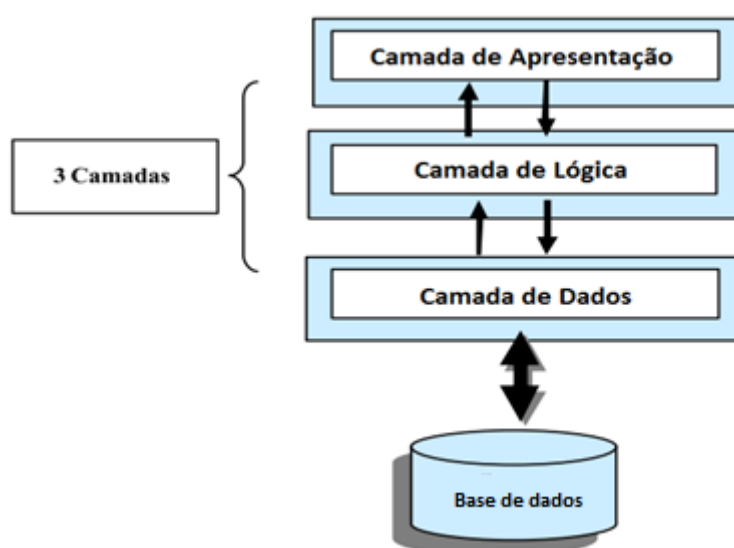 Camada de Apresentação
3 Camadas
Camada de Lógica
Camada de Dados
Base de dados